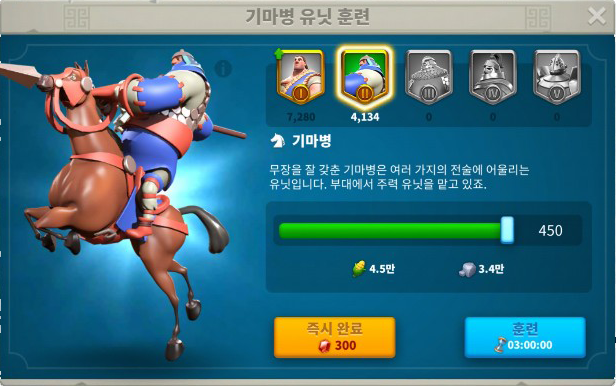 기마병 유닛 훈련
I
II
III
IV
V
7,280
4,134
0
0
0
기마병
무장을 잘 갖춘 기마병은 여러 가지의 전술에 어울리는
유닛입니다. 부대에서 주력 유닛을 맡고 있죠.
450
4.5만
3.4만
즉시 완료
300
훈련
03:00:00